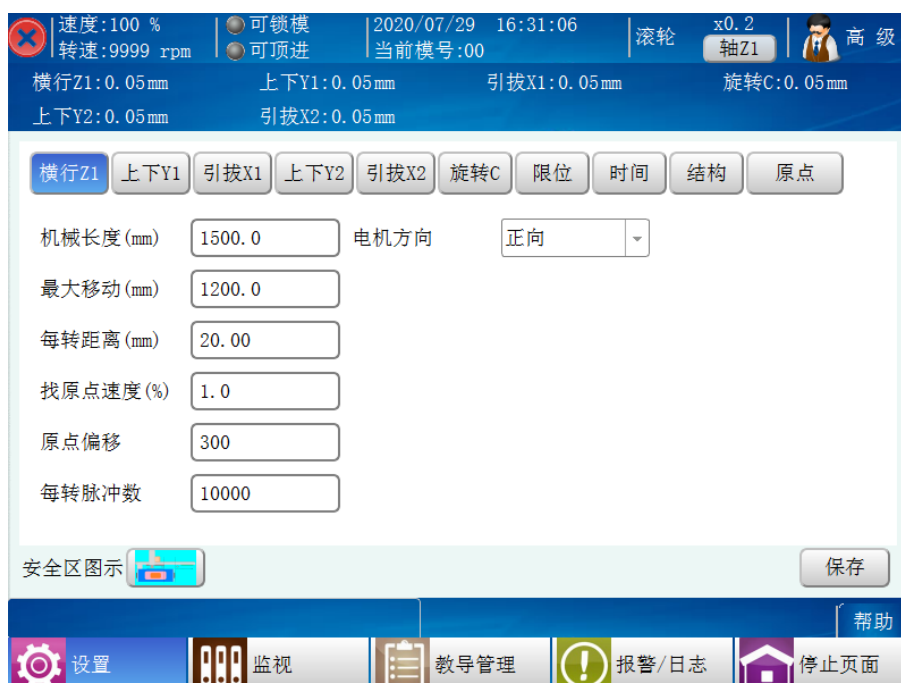 速度:100 % 可锁模 2020/07/29 16:31:06 滚轮 x0.2 高 级
转速:9999 rpm 可顶进 当前模号:00 轴Z1
横行Z1:0.05mm 上下Y1:0.05mm 引拔X1:0.05mm 旋转C:0.05mm
上下Y2:0.05mm 引拔X2:0.05mm
横行Z1 上下Y1 引拔X1 上下Y2 引拔X2 旋转C 限位 时间 结构 原点
机械长度(mm) 1500.0 电机方向 正向
最大移动(mm) 1200.0
每转距离(mm) 20.00
找原点速度(%) 1.0
原点偏移 300
每转脉冲数 10000
安全区图示 保存
帮助
设置 监视 教导管理 报警/日志 停止页面